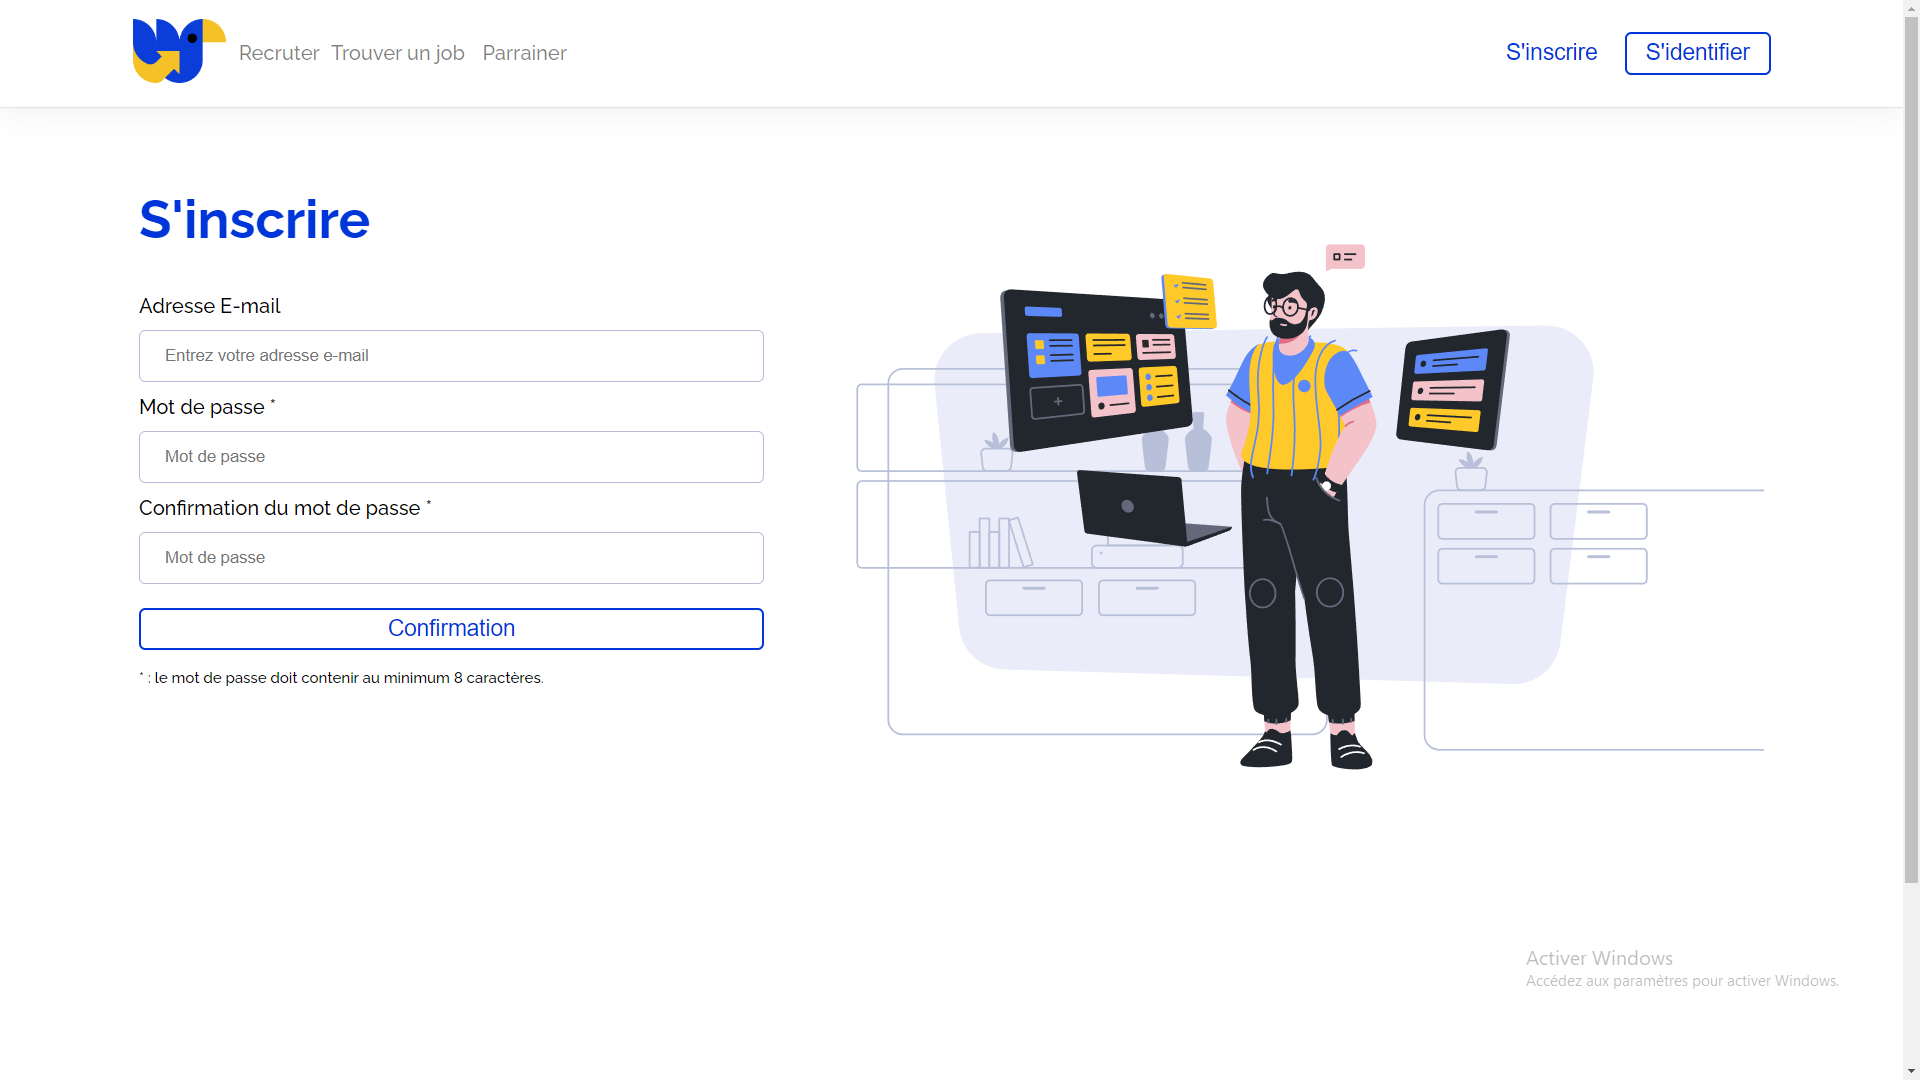 Recruter Trouver un job Parrainer S'inscrire S'identifier
S'inscrire
Adresse E-mail
Entrez votre adresse e-mail
Mot de passe *
Mot de passe
Confirmation du mot de passe *
Mot de passe
Confirmation
* : le mot de passe doit contenir au minimum 8 caractères.
Activer Windows
Accédez aux paramètres pour activer Windows.